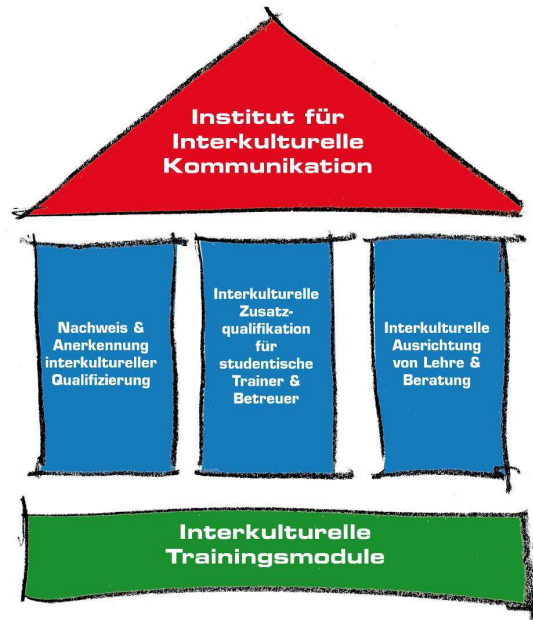 Institut für
Interkulturelle
Kommunikation
Nachweis &
Anerkennung
interkultureller
Qualifizierung
Interkulturelle
Zusatz-
qualifikation
für
studentische
Trainer &
Betreuer
Interkulturelle
Ausrichtung
von Lehre &
Beratung
Interkulturelle
Trainingsmodule